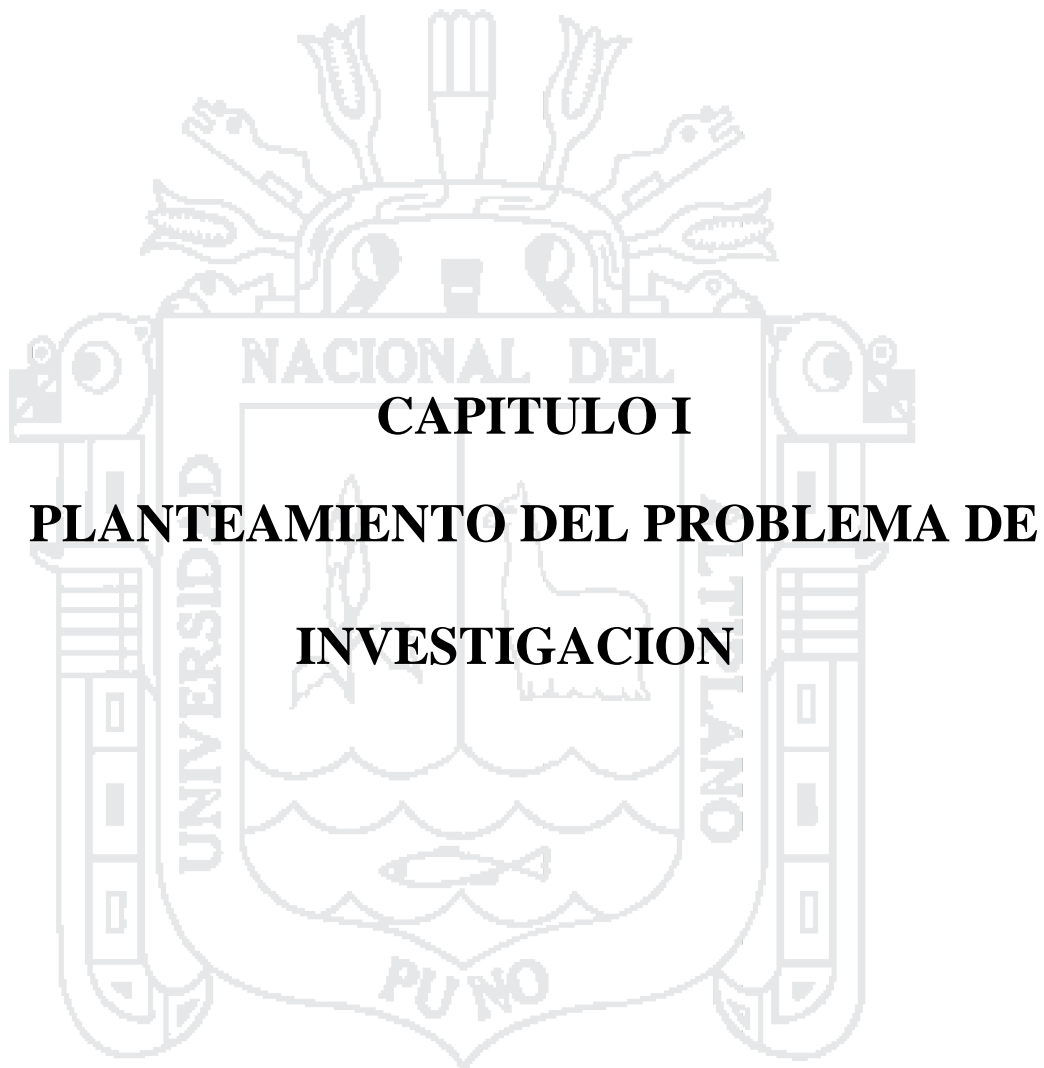 NACIONAL DEL
CAPITULO I
PLANTEAMIENTO DEL PROBLEMA DE
INVESTIGACION
UNIVERSIDAD
ALTIPLANO
PUNO